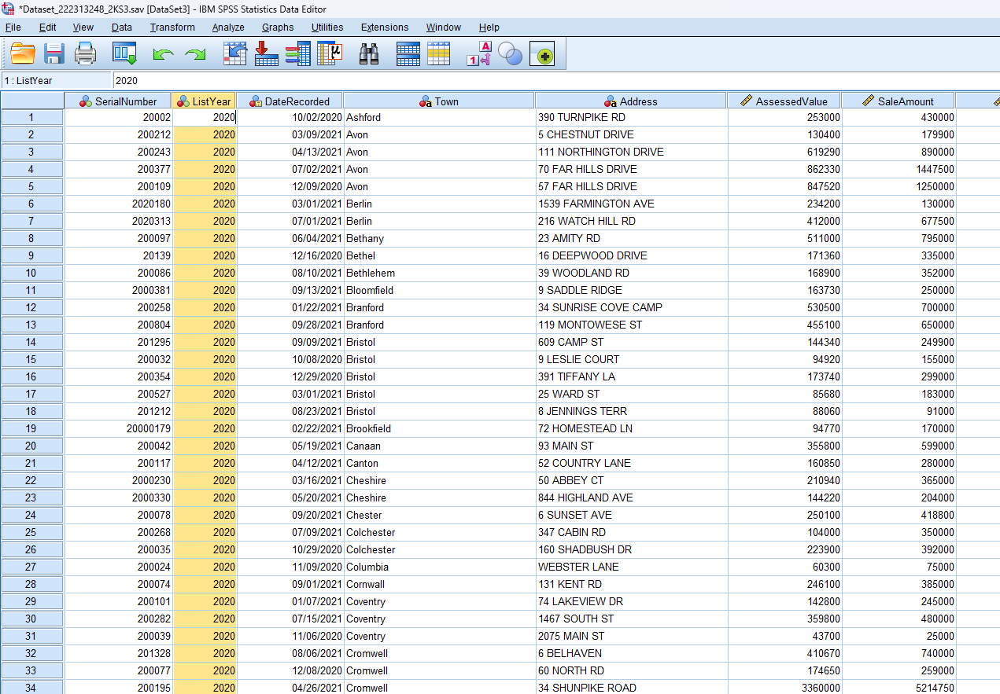 *Dataset_222313248_2KS3.sav [DataSet3] - IBM SPSS Statistics Data Editor
File Edit View Data Transform Analyze Graphs Utilities Extensions Window Help
1 : ListYear 2020
SerialNumber ListYear DateRecorded Town Address AssessedValue SaleAmount
1 20002 2020 10/02/2020 Ashford 390 TURNPIKE RD 253000 430000
2 200212 2020 03/09/2021 Avon 5 CHESTNUT DRIVE 130400 179900
3 200243 2020 04/13/2021 Avon 111 NORTHINGTON DRIVE 619290 890000
4 200377 2020 07/02/2021 Avon 70 FAR HILLS DRIVE 862330 1447500
5 200109 2020 12/09/2020 Avon 57 FAR HILLS DRIVE 847520 1250000
6 2020180 2020 03/01/2021 Berlin 1539 FARMINGTON AVE 234200 130000
7 2020313 2020 07/01/2021 Berlin 216 WATCH HILL RD 412000 677500
8 200097 2020 06/04/2021 Bethany 23 AMITY RD 511000 795000
9 20139 2020 12/16/2020 Bethel 16 DEEPWOOD DRIVE 171360 335000
10 200086 2020 08/10/2021 Bethlehem 39 WOODLAND RD 168900 352000
11 2000381 2020 09/13/2021 Bloomfield 9 SADDLE RIDGE 163730 250000
12 200258 2020 01/22/2021 Branford 34 SUNRISE COVE CAMP 530500 700000
13 200804 2020 09/28/2021 Branford 119 MONTOWESE ST 455100 650000
14 201295 2020 09/09/2021 Bristol 609 CAMP ST 144340 249900
15 200032 2020 10/08/2020 Bristol 9 LESLIE COURT 94920 155000
16 200354 2020 12/29/2020 Bristol 391 TIFFANY LA 173740 299000
17 200527 2020 03/01/2021 Bristol 25 WARD ST 85680 183000
18 201212 2020 08/23/2021 Bristol 8 JENNINGS TERR 88060 91000
19 20000179 2020 02/22/2021 Brookfield 72 HOMESTEAD LN 94770 170000
20 200042 2020 05/19/2021 Canaan 93 MAIN ST 355800 599000
21 200117 2020 04/12/2021 Canton 52 COUNTRY LANE 160850 280000
22 2000230 2020 03/16/2021 Cheshire 50 ABBEY CT 210940 365000
23 2000330 2020 05/20/2021 Cheshire 844 HIGHLAND AVE 144220 204000
24 200078 2020 09/20/2021 Chester 6 SUNSET AVE 250100 418800
25 200268 2020 07/09/2021 Colchester 347 CABIN RD 104000 350000
26 200035 2020 10/29/2020 Colchester 160 SHADBUSH DR 223900 392000
27 200024 2020 11/09/2020 Columbia WEBSTER LANE 60300 75000
28 200074 2020 09/01/2021 Cornwall 131 KENT RD 246100 385000
29 200101 2020 01/07/2021 Coventry 74 LAKEVIEW DR 142800 245000
30 200282 2020 07/15/2021 Coventry 1467 SOUTH ST 359800 480000
31 200039 2020 11/06/2020 Coventry 2075 MAIN ST 43700 25000
32 201328 2020 08/06/2021 Cromwell 6 BELHAVEN 410670 740000
33 200077 2020 12/08/2020 Cromwell 60 NORTH RD 174650 259000
34 200195 2020 04/26/2021 Cromwell 34 SHUNPIKE ROAD 3360000 5214750